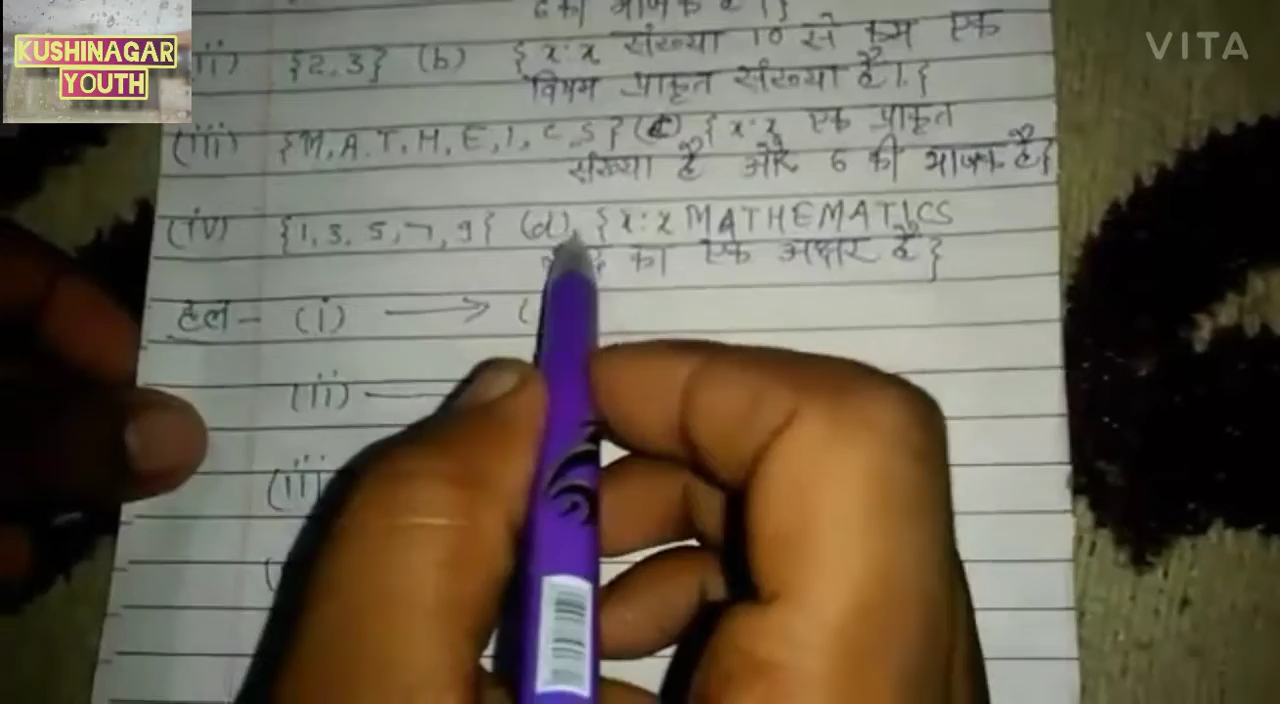 KUSHINAGAR
YOUTH
VITA
की भाजक है।}
ii) {2, 3} (b) {x:x संख्या 10 से कम एक
विषम प्राकृत संख्या है।}
(iii) {M, A, T, H, E, I, C, S} (c) {x:x एक प्राकृत
संख्या है और 6 की भाजक है}
(iv) {1, 3, 5, 7, 9} (d) {x:x MATHEMATICS
का एक अक्षर है}
हल- (i) → (
(ii) —
(iii
(